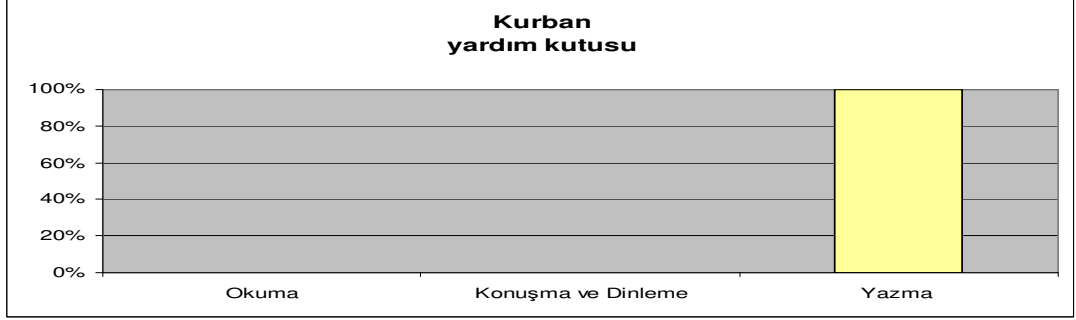 Kurban
yardım kutusu
100%
80%
60%
40%
20%
0%
Okuma
Konuşma ve Dinleme
Yazma